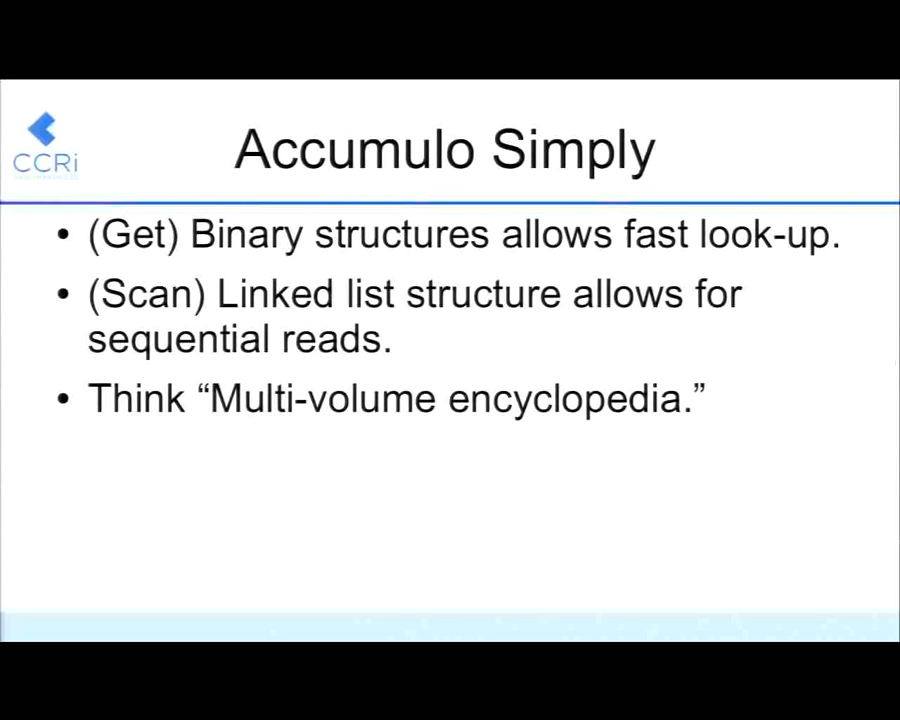 CCRi
Accumulo Simply
• (Get) Binary structures allows fast look-up.
• (Scan) Linked list structure allows for
sequential reads.
• Think “Multi-volume encyclopedia.”